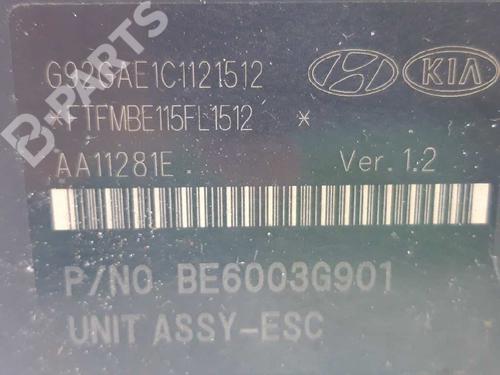 B-PARTS
G92GAE1C1121512
KIA
*FTFMBE115FL1512 *
AA11281E Ver. 1.2
P/NO BE6003G901
UNIT ASSY-ESC